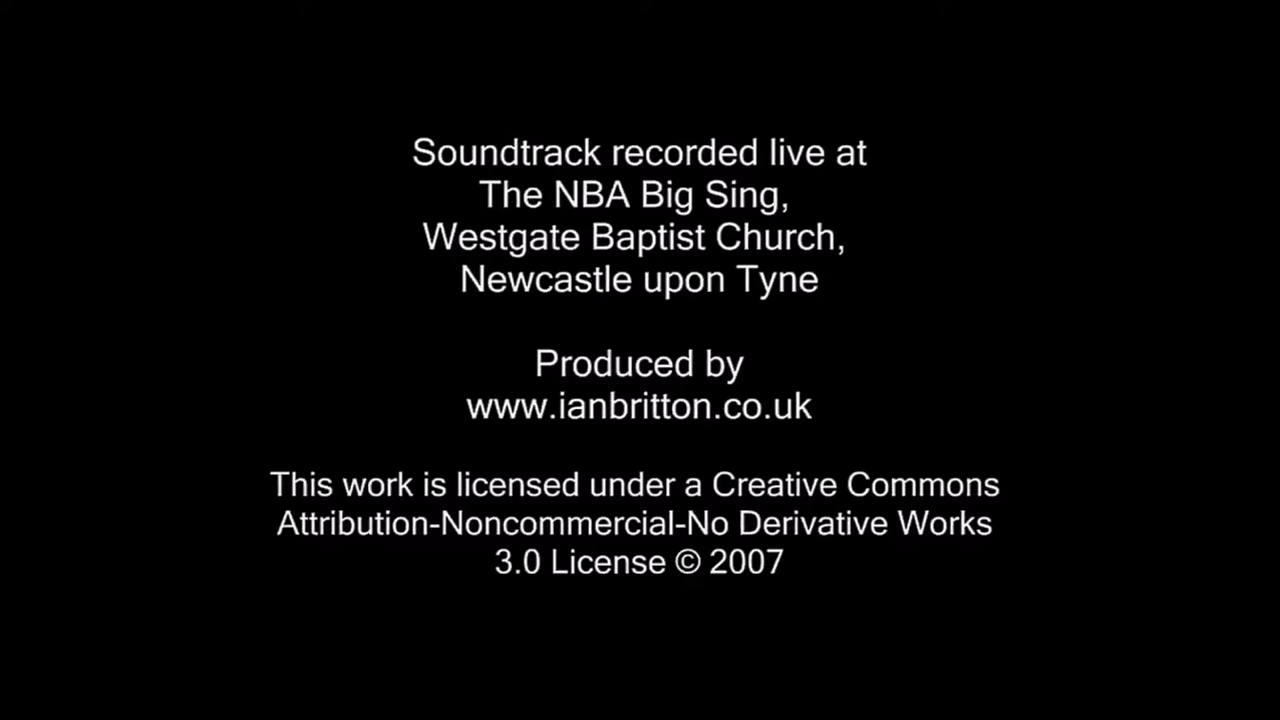 Soundtrack recorded live at
The NBA Big Sing,
Westgate Baptist Church,
Newcastle upon Tyne
Produced by
www.ianbritton.co.uk
This work is licensed under a Creative Commons
Attribution-Noncommercial-No Derivative Works
3.0 License © 2007